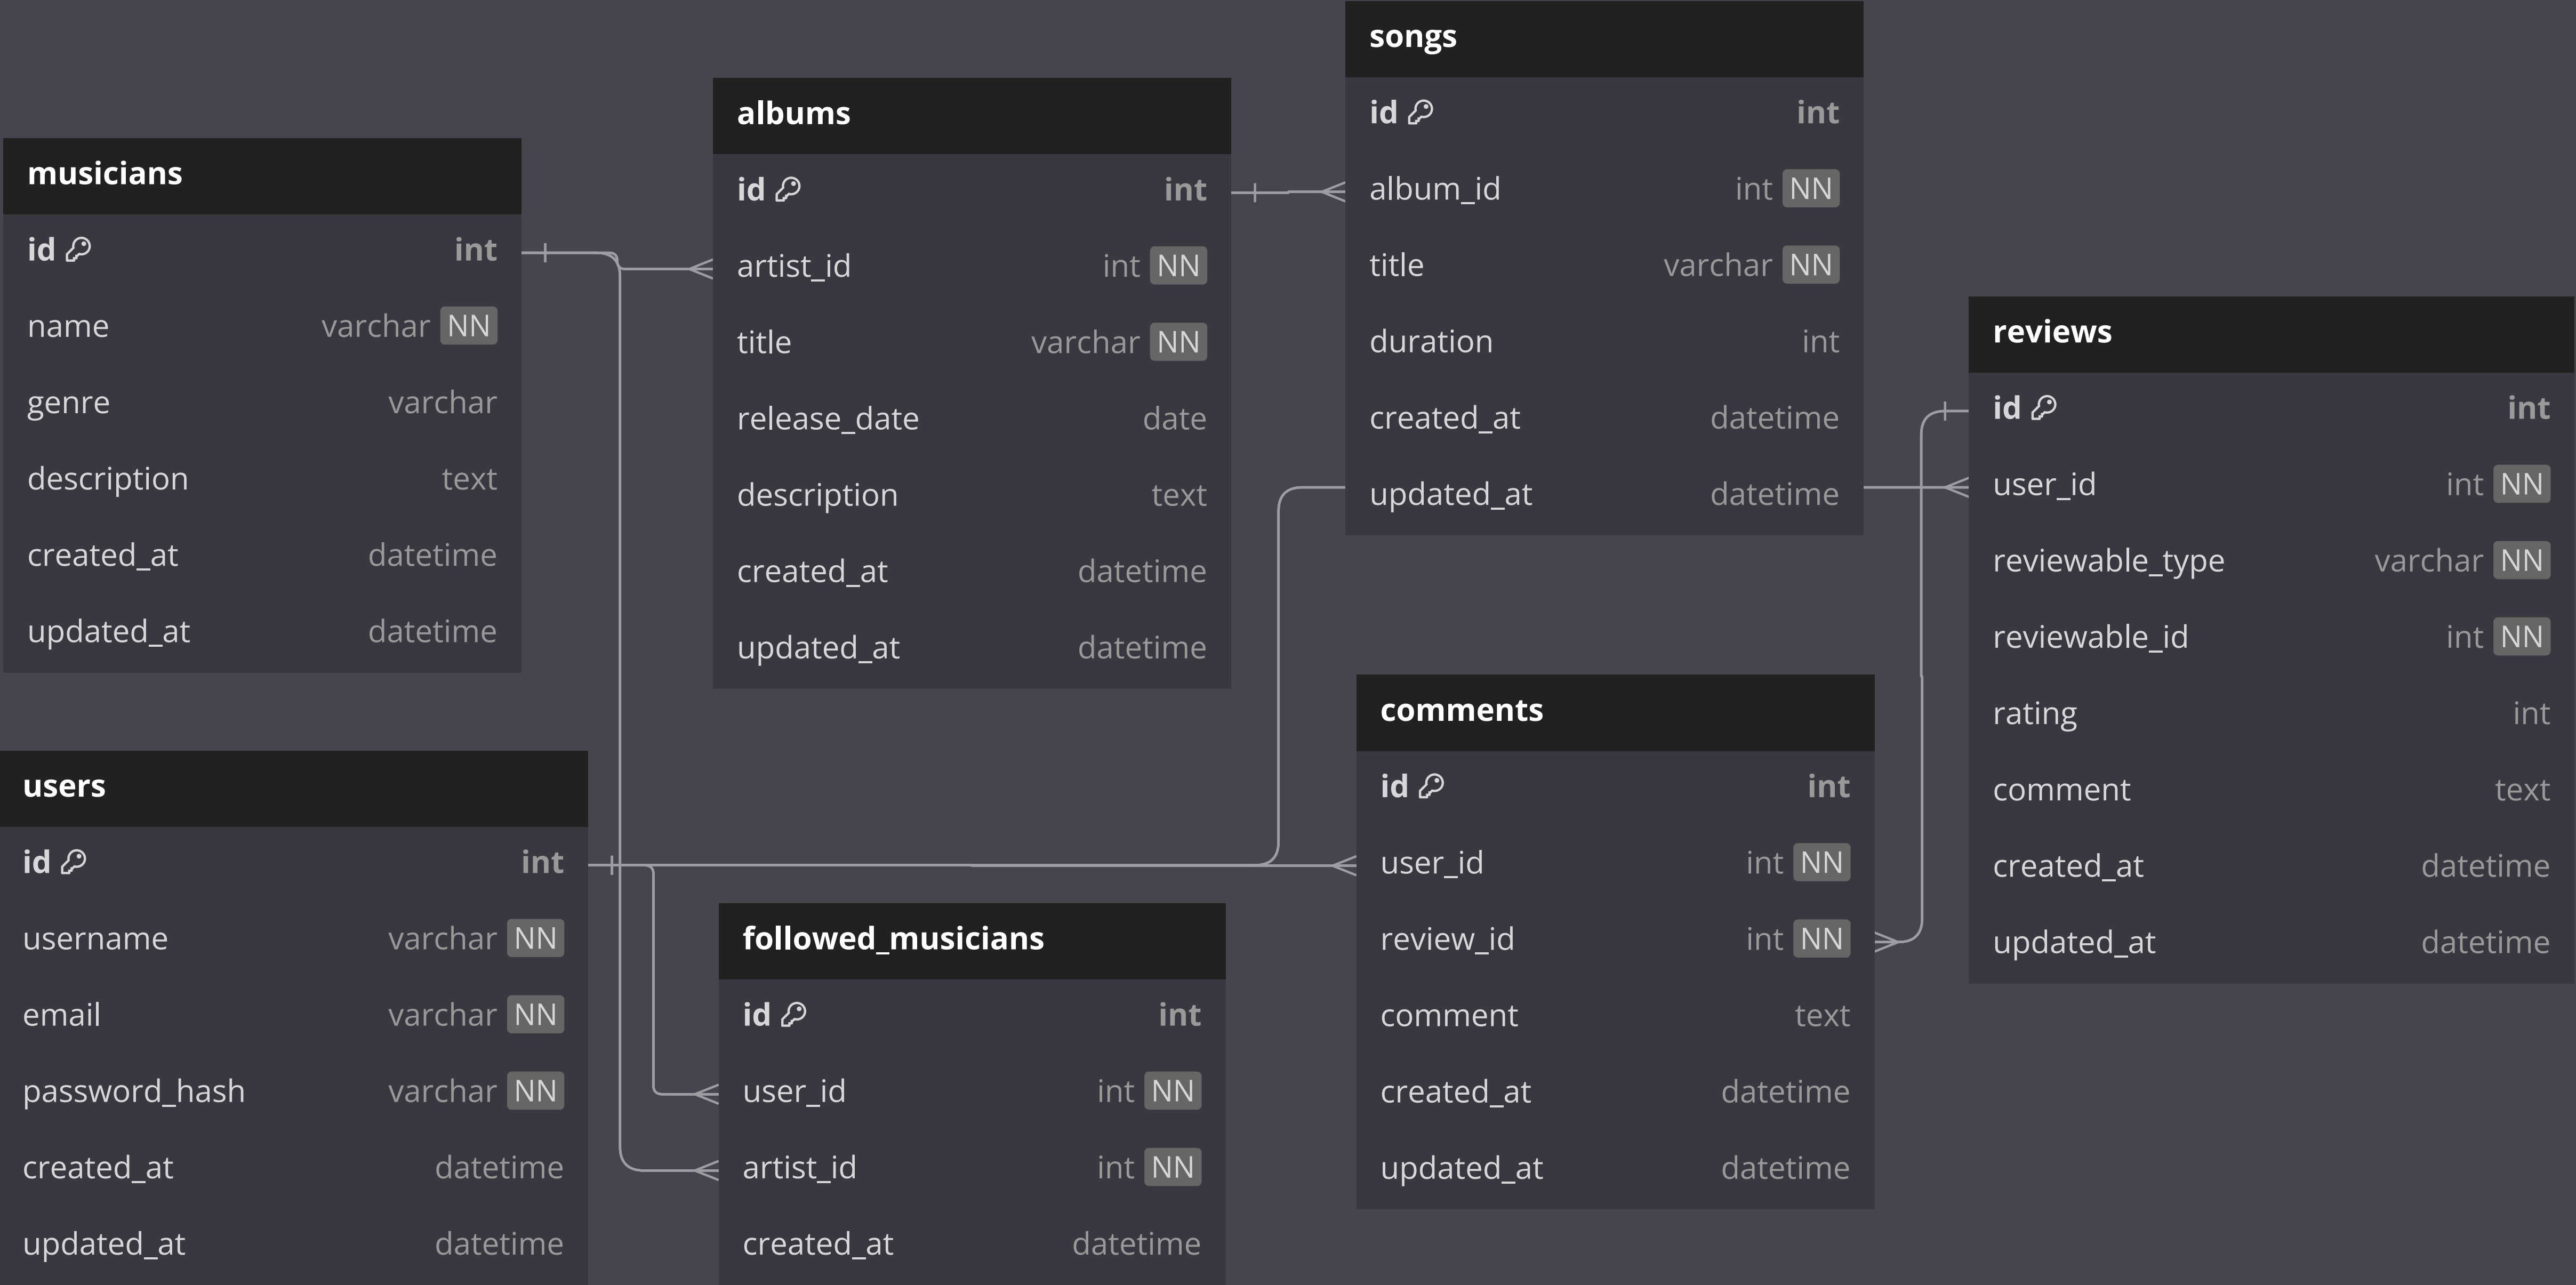 musicians
id int
name varchar NN
genre varchar
description text
created_at datetime
updated_at datetime
albums
id int
artist_id int NN
title varchar NN
release_date date
description text
created_at datetime
updated_at datetime
songs
id int
album_id int NN
title varchar NN
duration int
created_at datetime
updated_at datetime
reviews
id int
user_id int NN
reviewable_type varchar NN
reviewable_id int NN
rating int
comment text
created_at datetime
updated_at datetime
users
id int
username varchar NN
email varchar NN
password_hash varchar NN
created_at datetime
updated_at datetime
followed_musicians
id int
user_id int NN
artist_id int NN
created_at datetime
comments
id int
user_id int NN
review_id int NN
comment text
created_at datetime
updated_at datetime